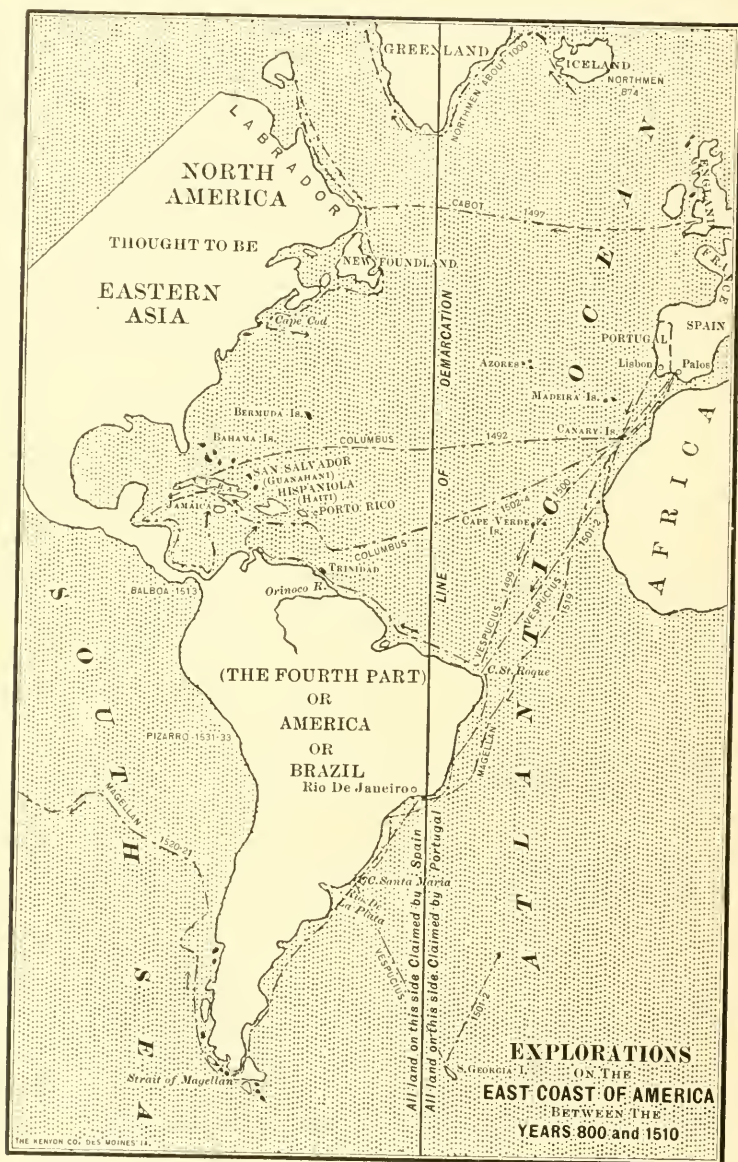 GREENLAND
ICELAND
NORTHMEN
874
NORTHMEN ABOUT 1000
LABRADOR
NORTH
AMERICA
THOUGHT TO BE
EASTERN
ASIA
CABOT 1497
ENGLAND
FRANCE
NEWFOUNDLAND
Cape Cod
PORTUGAL
SPAIN
Lisbon
Palos
AZORES
MADEIRA IS.
CANARY IS.
BERMUDA IS.
BAHAMA IS.
COLUMBUS 1492
SAN SALVADOR
(GUANAHANI)
HISPANIOLA
(HAITI)
PORTO RICO
JAMAICA
1502-4
COLUMBUS
CAPE VERDE
IS.
1500
1501-2
AFRICA
TRINIDAD
Orinoco R.
BALBOA-1513
VESPUCIUS 1499
VESPUCIUS
1519
C. St. Roque
(THE FOURTH PART)
OR
AMERICA
OR
BRAZIL
RIO DE JANEIRO
MAGELLAN
PIZARRO-1531-33
MAGELLAN 1520-21
C. Santa Maria
Rio De
La Plata
VESPUCIUS
1501-2
S. GEORGIA I.
Strait of Magellan
LINE OF DEMARCATION
All land on this side Claimed by Spain
All land on this side Claimed by Portugal
ATLANTIC OCEAN
SOUTH SEA
EXPLORATIONS
ON THE
EAST COAST OF AMERICA
BETWEEN THE
YEARS 800 and 1510
THE KENYON CO., DES MOINES IA.